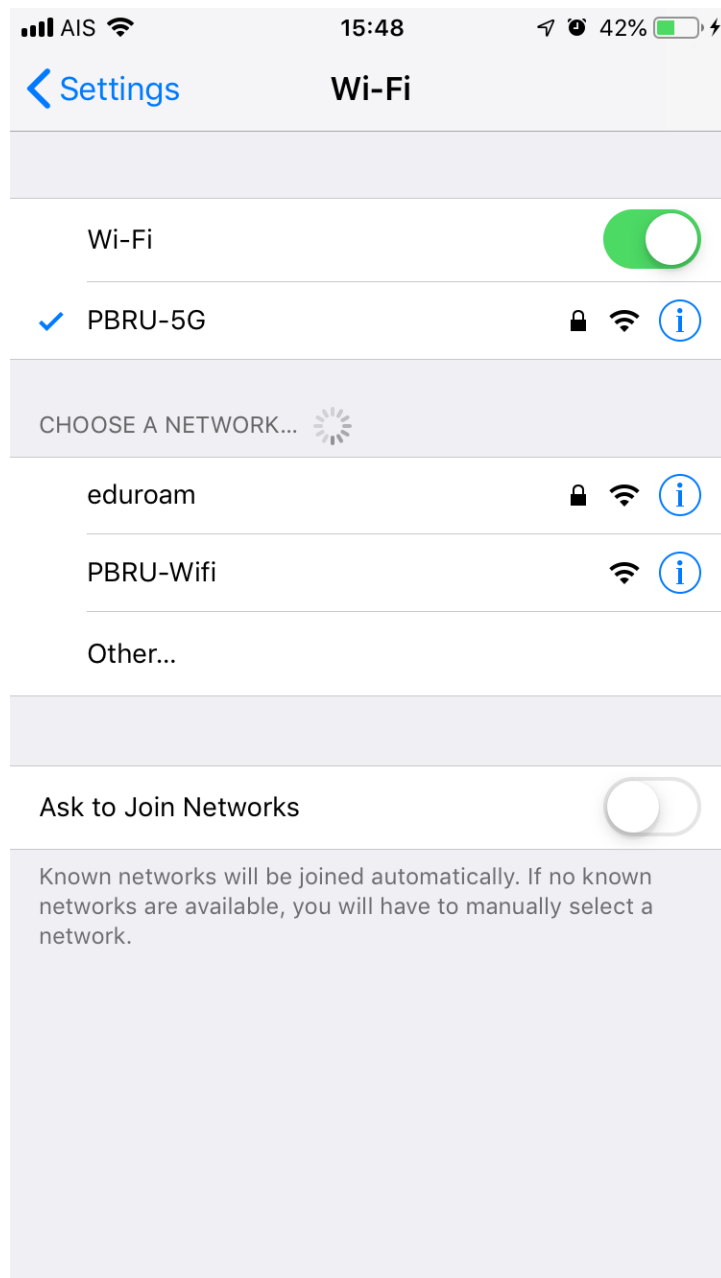 AIS 15:48 42%
Settings Wi-Fi
Wi-Fi
PBRU-5G
CHOOSE A NETWORK...
eduroam
PBRU-Wifi
Other...
Ask to Join Networks
Known networks will be joined automatically. If no known
networks are available, you will have to manually select a
network.